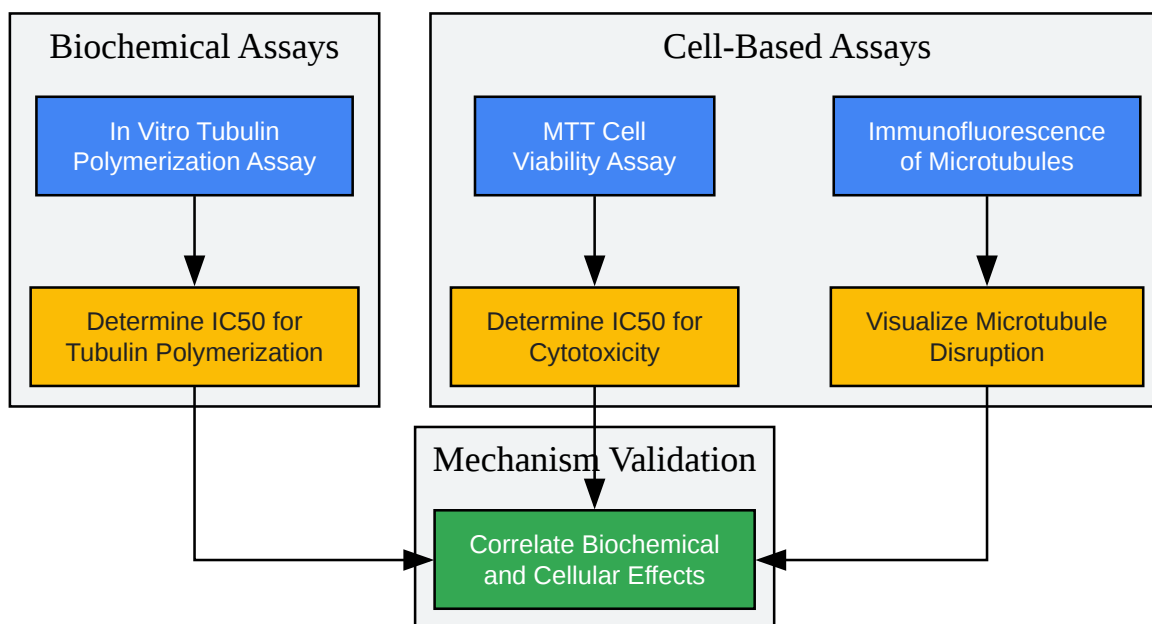 Biochemical Assays
In Vitro Tubulin
Polymerization Assay
Determine IC50 for
Tubulin Polymerization
Cell-Based Assays
MTT Cell
Viability Assay
Immunofluorescence
of Microtubules
Determine IC50 for
Cytotoxicity
Visualize Microtubule
Disruption
Mechanism Validation
Correlate Biochemical
and Cellular Effects